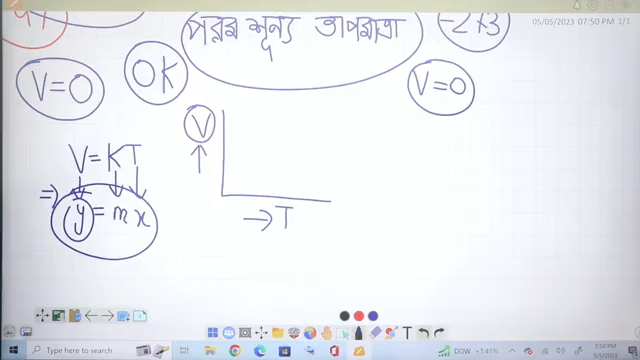 05/05/2023 07:50 PM 1/1
পরম শূন্য তাপমাত্রা
-273
V=0
OK
V=0
V
V=KT
⇒ y=mx
→T
Type here to search
DOW +1.41%
7:50 PM
5/5/2023